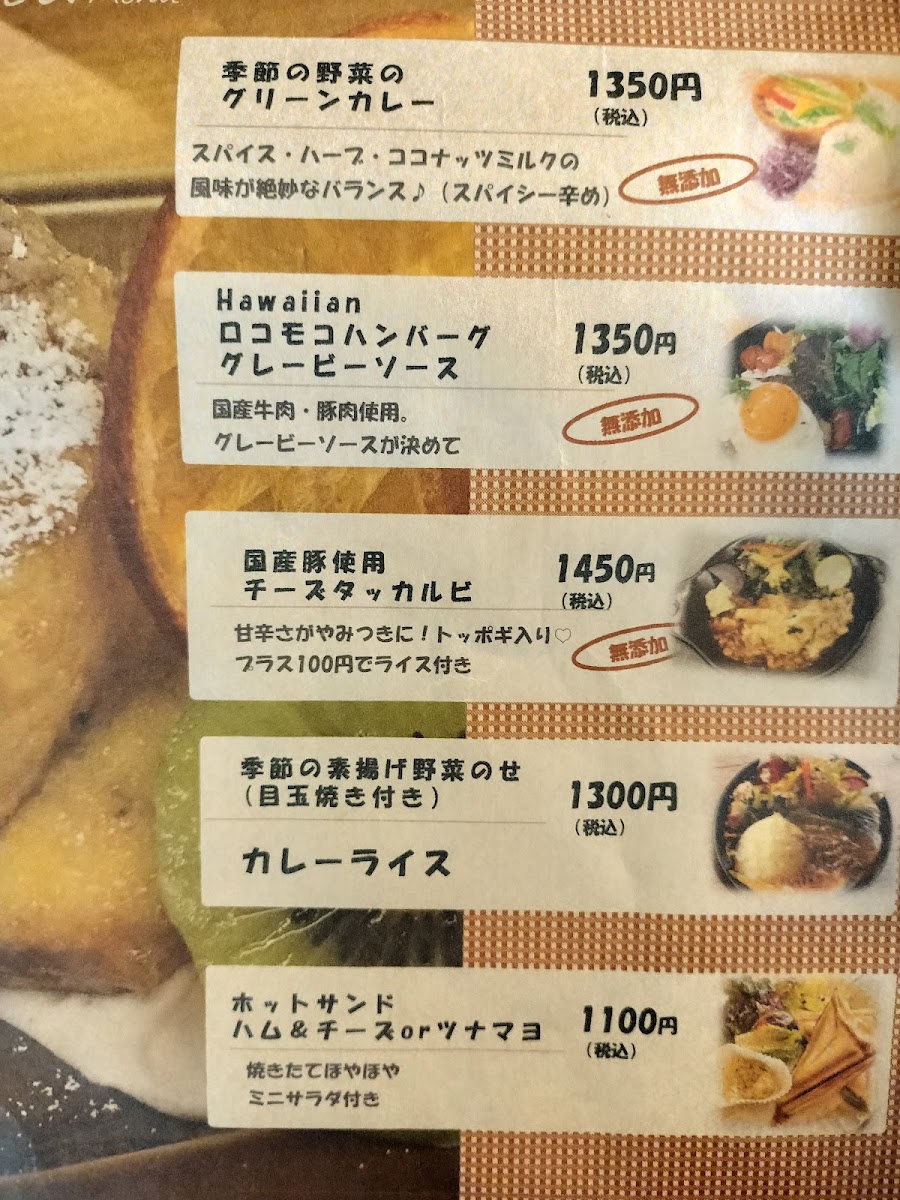 季節の野菜の
グリーンカレー
1350円
(税込)
スパイス・ハーブ・ココナッツミルクの
風味が絶妙なバランス♪（スパイシー辛め）
無添加
Hawaiian
ロコモコハンバーグ
グレービーソース
1350円
(税込)
国産牛肉・豚肉使用。
グレービーソースが決めて
無添加
国産豚使用
チーズタッカルビ
1450円
(税込)
甘辛さがやみつきに！トッポギ入り♡
プラス100円でライス付き
無添加
季節の素揚げ野菜のせ
(目玉焼き付き)
カレーライス
1300円
(税込)
ホットサンド
ハム＆チーズorツナマヨ
1100円
(税込)
焼きたてほやほや
ミニサラダ付き